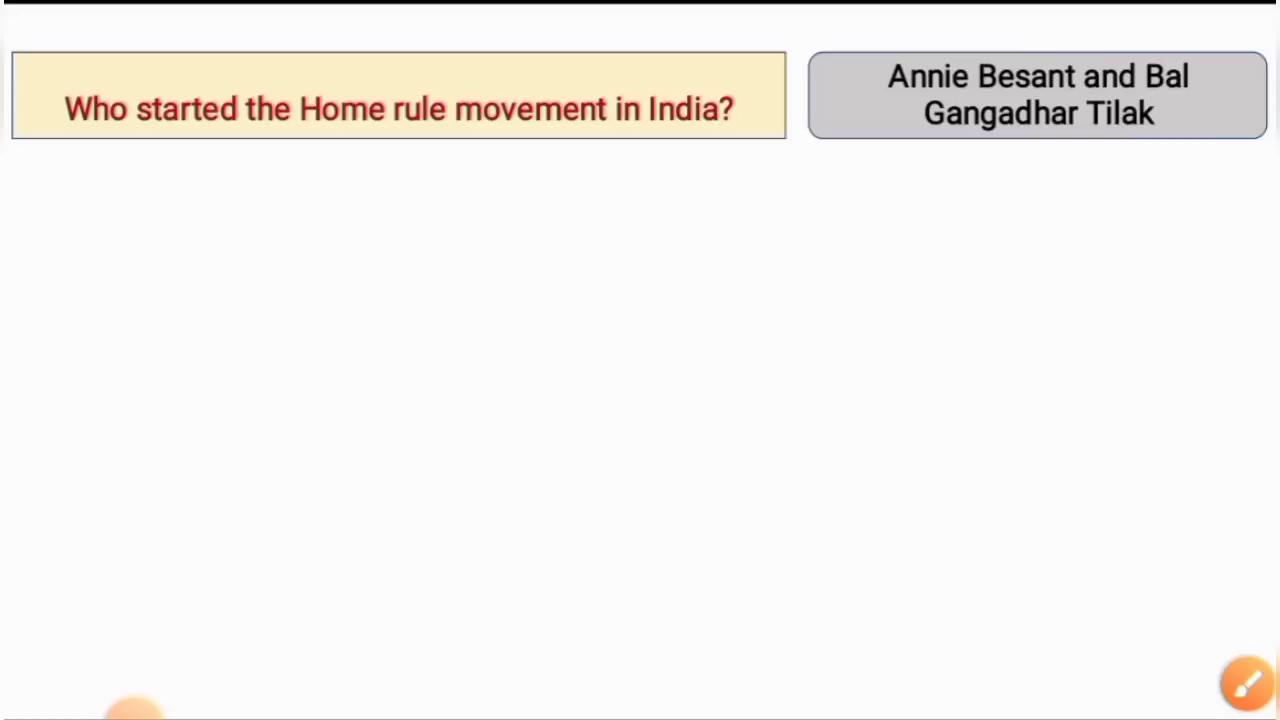 Who started the Home rule movement in India?
Annie Besant and Bal
Gangadhar Tilak